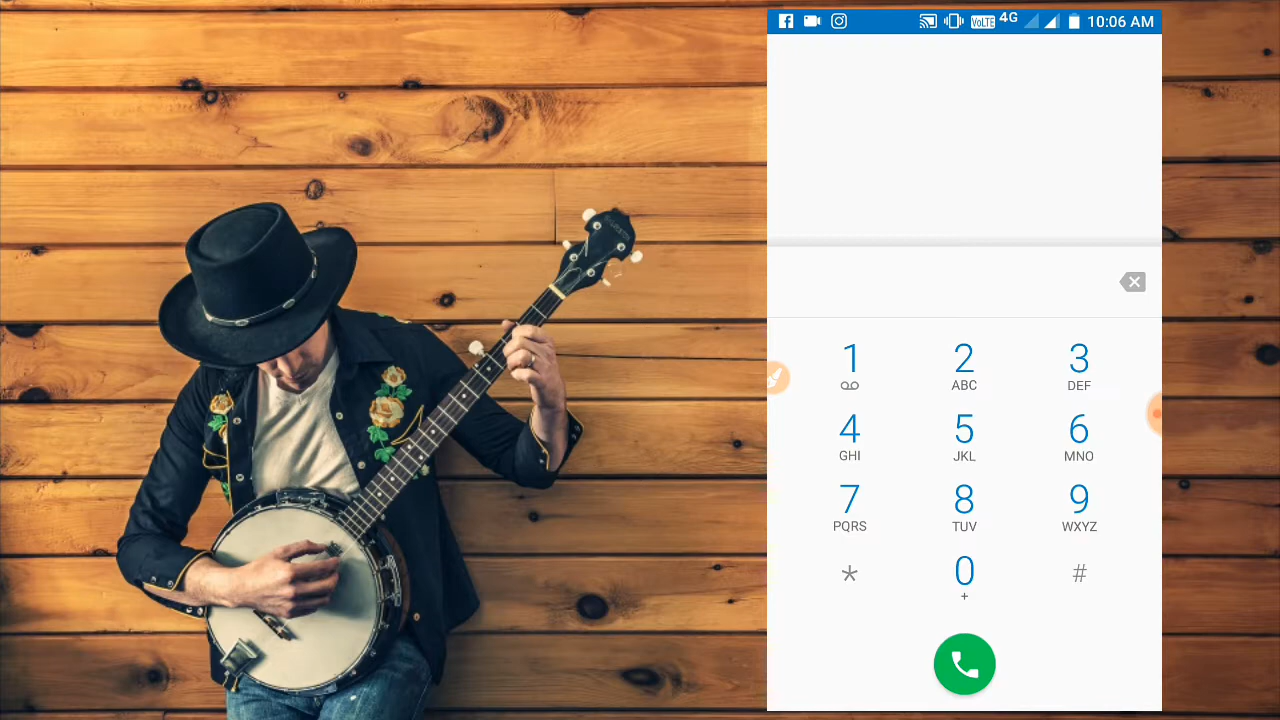 VoLTE 4G 10:06 AM
1 2 3
ABC DEF
4 5 6
GHI JKL MNO
7 8 9
PQRS TUV WXYZ
* 0 #
+